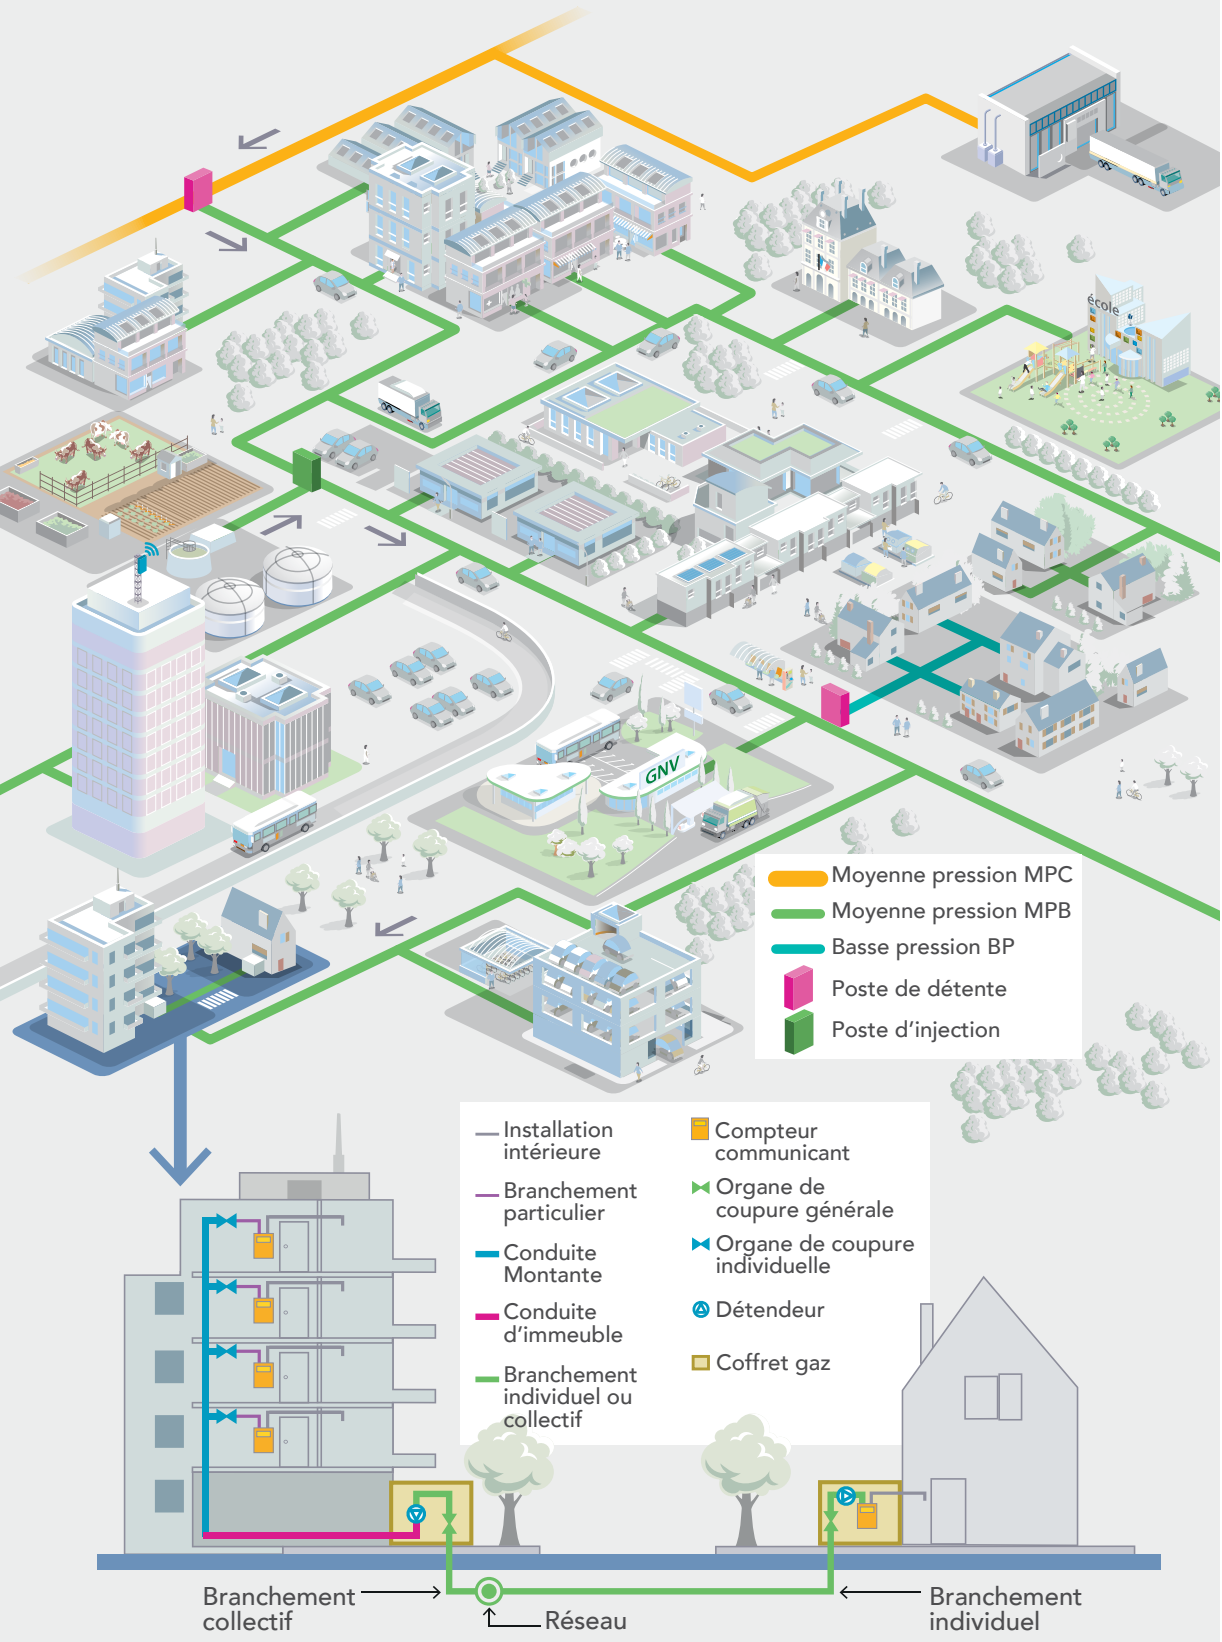 école
GNV
Moyenne pression MPC
Moyenne pression MPB
Basse pression BP
Poste de détente
Poste d'injection
Installation
intérieure
Branchement
particulier
Conduite
Montante
Conduite
d'immeuble
Branchement
individuel ou
collectif
Compteur
communicant
Organe de
coupure générale
Organe de coupure
individuelle
Détendeur
Coffret gaz
Branchement
collectif
Réseau
Branchement
individuel